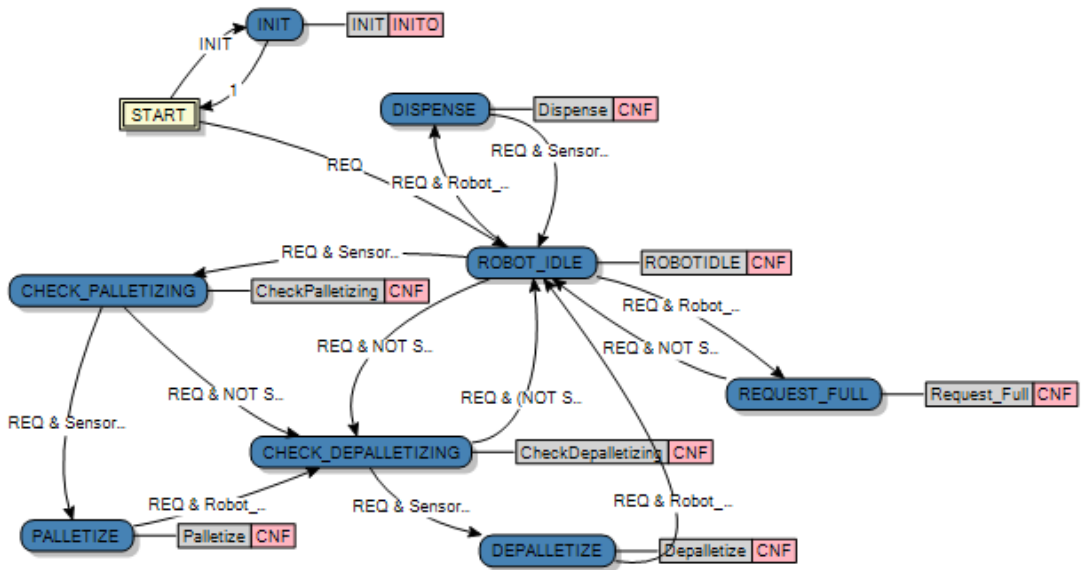 INIT
INIT INITO
INIT
1
START
DISPENSE
Dispense CNF
REQ & Sensor...
REQ
REQ & Robot_...
REQ & Sensor...
ROBOT_IDLE
ROBOTIDLE CNF
CHECK_PALLETIZING
CheckPalletizing CNF
REQ & Robot_...
REQ & NOT S...
REQ & NOT S...
REQ & NOT S...
REQ & (NOT S...
REQUEST_FULL
Request_Full CNF
REQ & Sensor...
CHECK_DEPALLETIZING
CheckDepalletizing CNF
REQ & Robot_...
REQ & Sensor...
REQ & Robot_...
PALLETIZE
Palletize CNF
DEPALLETIZE
Depalletize CNF